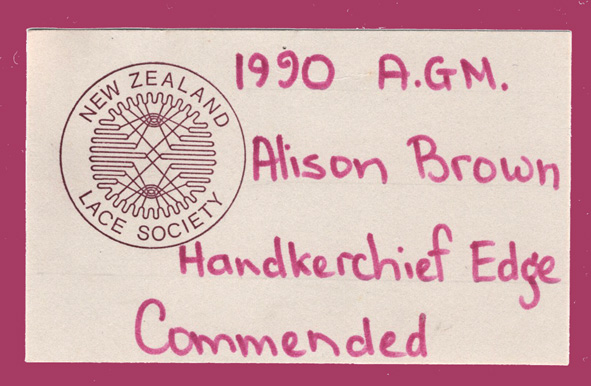 NEW ZEALAND
LACE SOCIETY
1990 A.GM.
Alison Brown
Handkerchief Edge
Commended